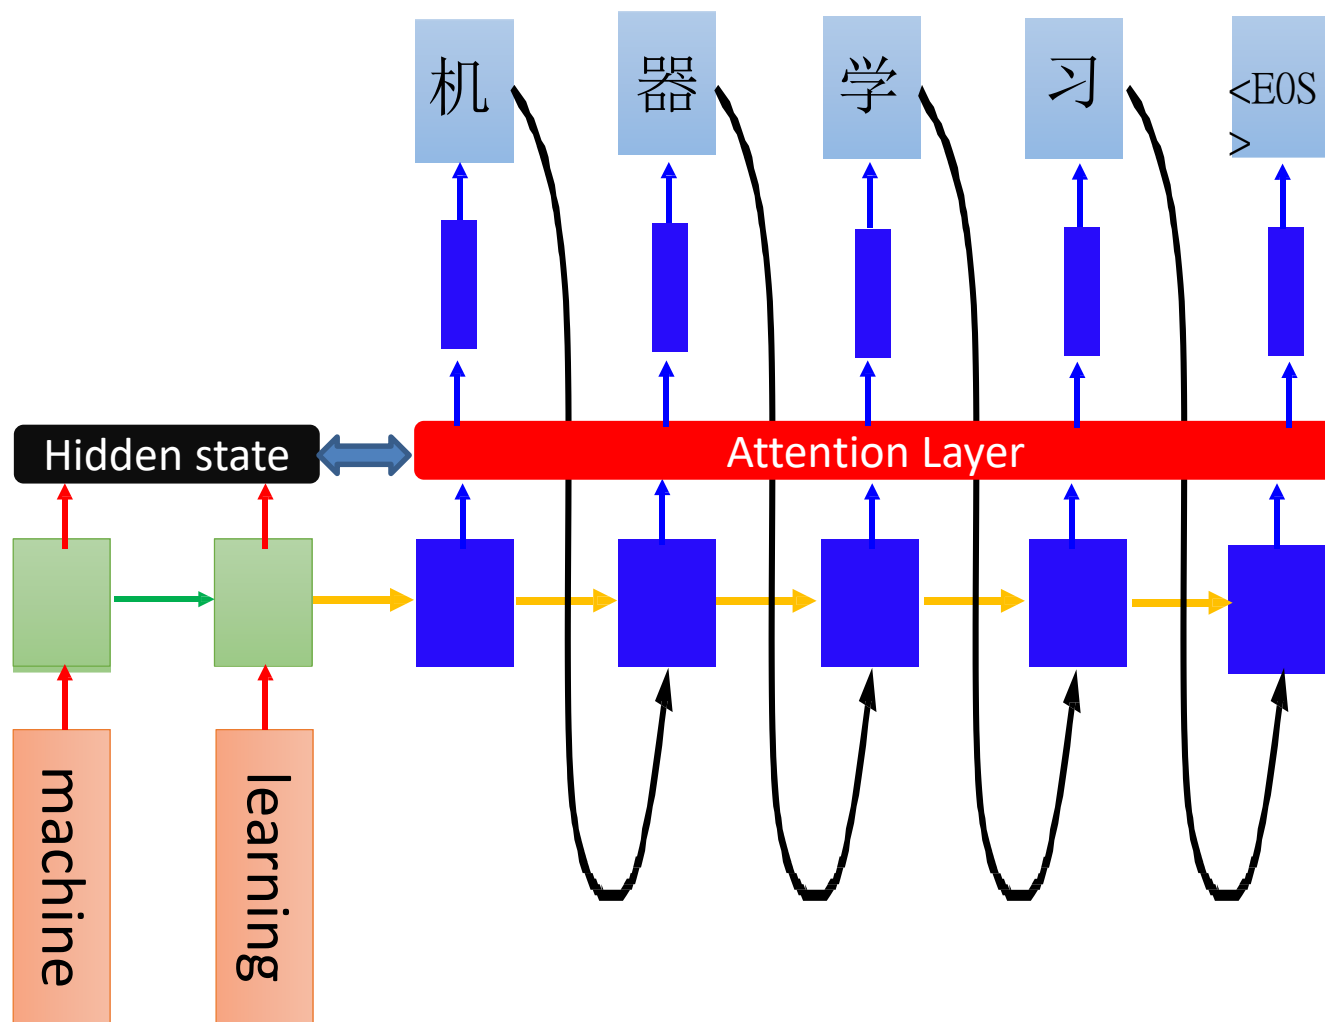 机
器
学
习
<EOS
>
Hidden state
Attention Layer
machine
learning